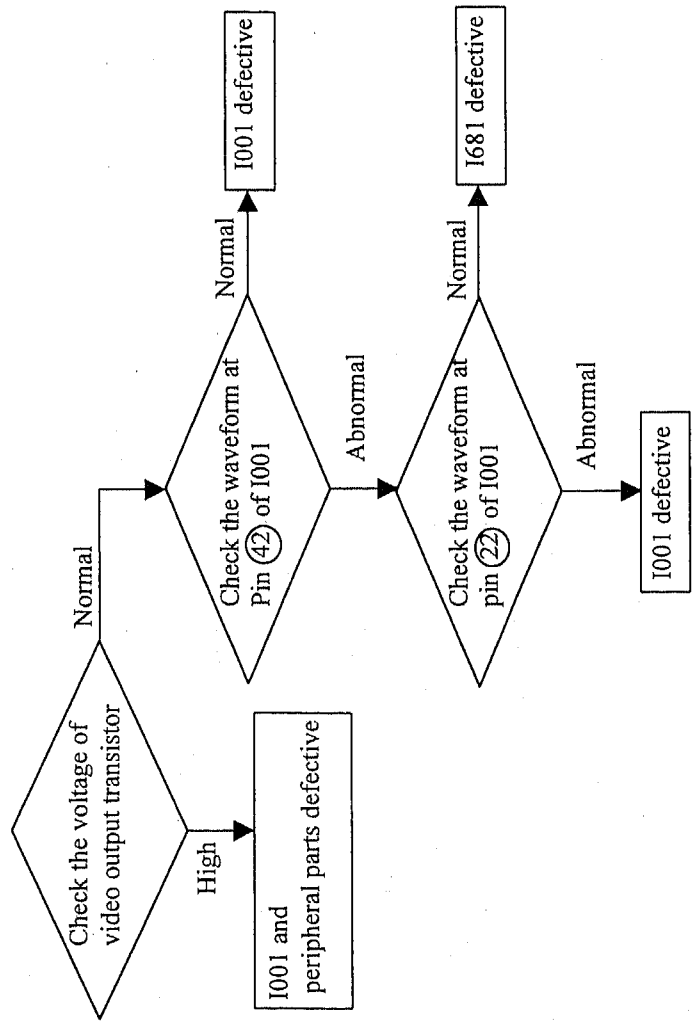 Check the voltage of
video output transistor
Normal
High
I001 and
peripheral parts defective
Check the waveform at
Pin 42 of I001
Normal
I001 defective
Abnormal
Check the waveform at
pin 22 of I001
Normal
I681 defective
Abnormal
I001 defective